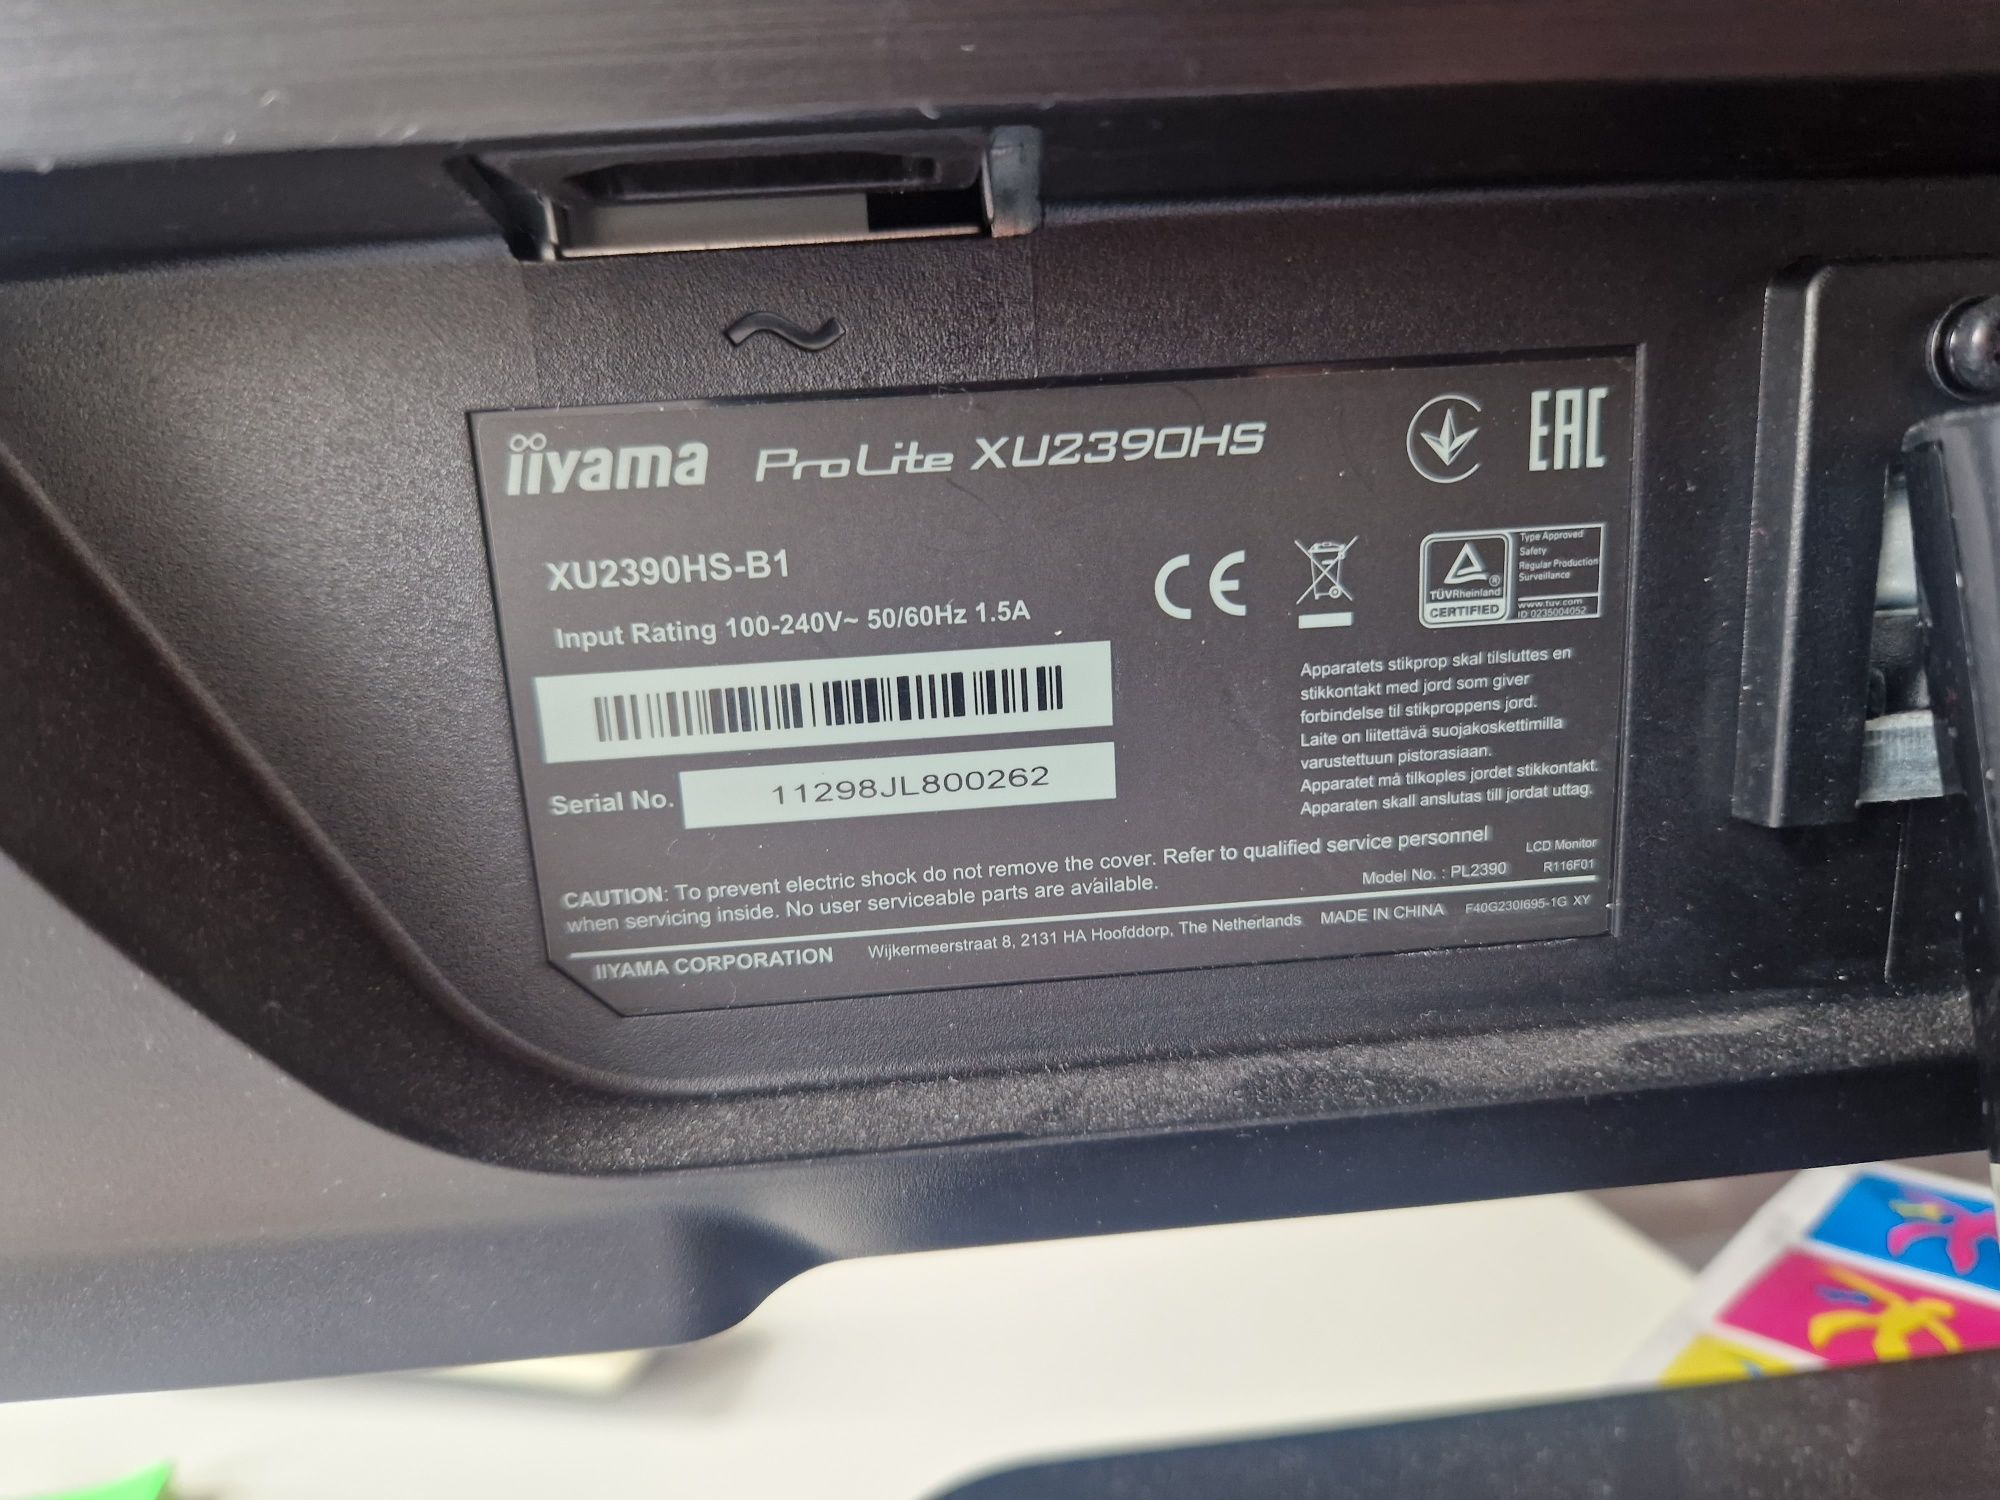 iiyama ProLite XU2390HS
EAC
XU2390HS-B1
Input Rating 100-240V~ 50/60Hz 1.5A
CE
TÜVRheinland
CERTIFIED
Type Approved
Safety
Regular Production
Surveillance
www.tuv.com
ID 0235004052
Serial No. 11298JL800262
Apparatets stikprop skal tilsluttes en
stikkontakt med jord som giver
forbindelse til stikproppens jord.
Laite on liitettävä suojakoskettimilla
varustettuun pistorasiaan.
Apparatet må tilkoples jordet stikkontakt.
Apparaten skall anslutas till jordat uttag.
CAUTION: To prevent electric shock do not remove the cover. Refer to qualified service personnel
when servicing inside. No user serviceable parts are available.
LCD Monitor
Model No. : PL2390 R116F01
IIYAMA CORPORATION Wijkermeerstraat 8, 2131 HA Hoofddorp, The Netherlands MADE IN CHINA F40G230I695-1G XY